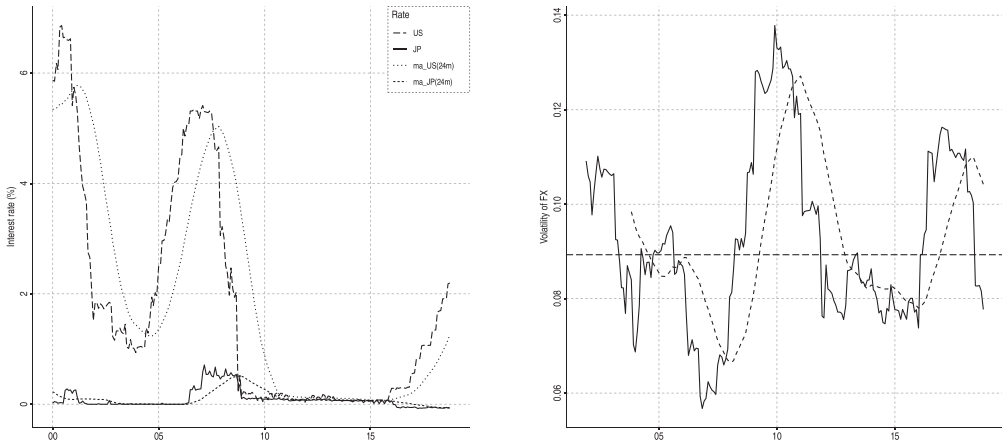 Rate
US
JP
ma_US(24m)
ma_JP(24m)
Interest rate (%)
6
4
2
0
00
05
10
15
Volatility of FX
0.14
0.12
0.10
0.08
0.06
05
10
15